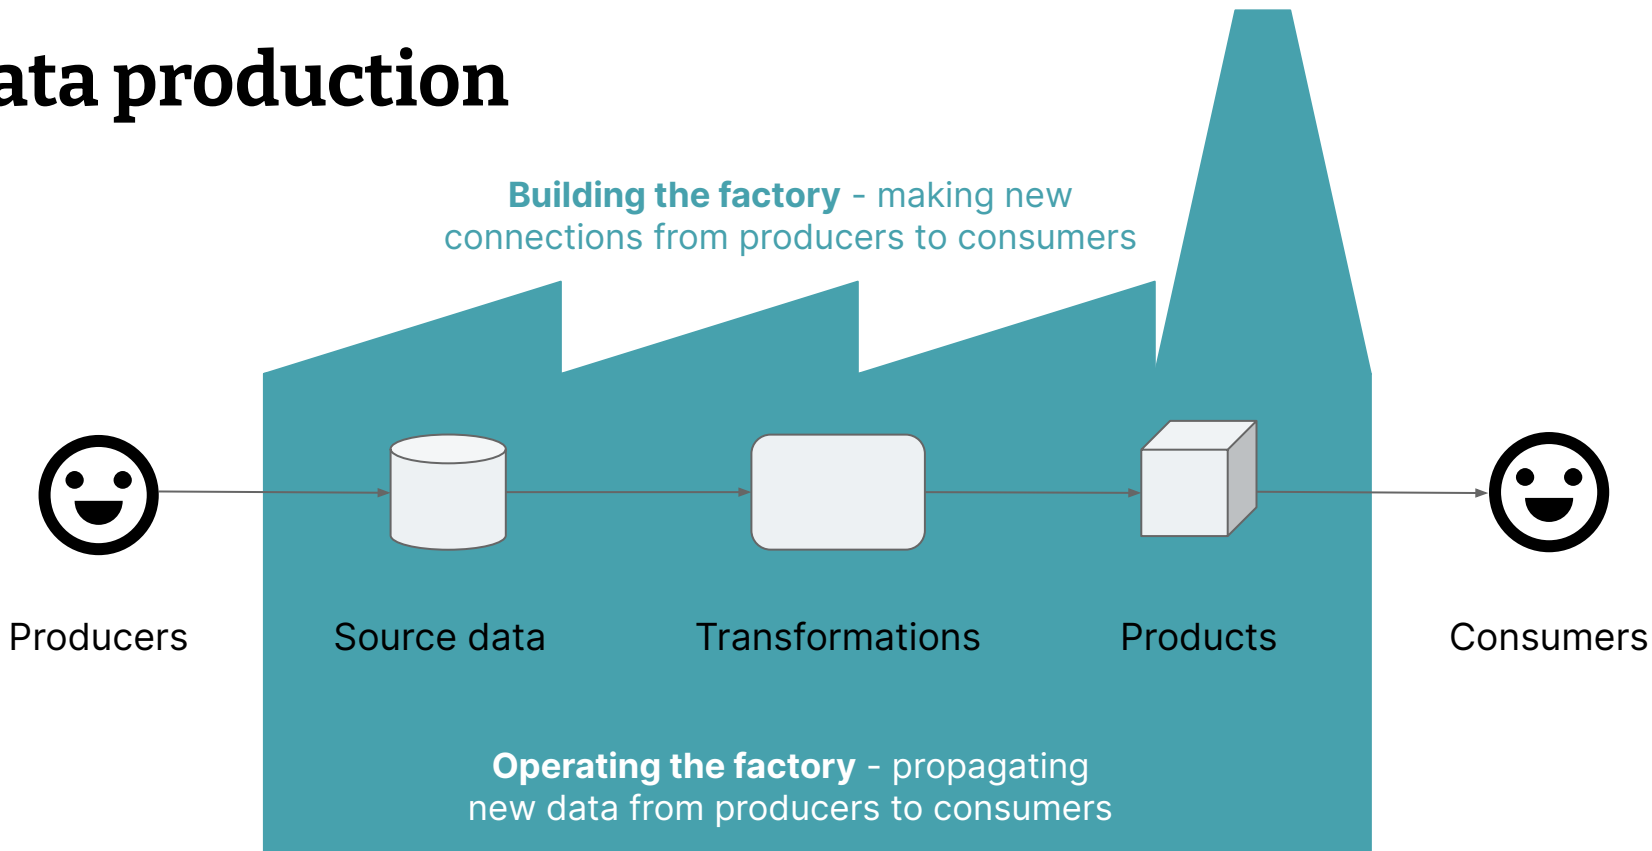 ata production
Building the factory - making new
connections from producers to consumers
Producers
Source data
Transformations
Products
Consumers
Operating the factory - propagating
new data from producers to consumers